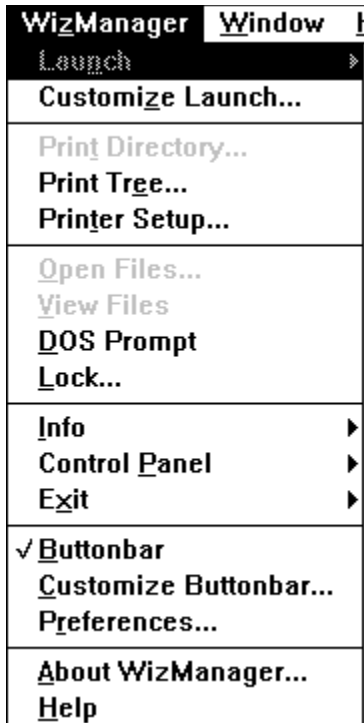 WizManager Window
Launch
Customize Launch...
Print Directory...
Print Tree...
Printer Setup...
Open Files...
View Files
DOS Prompt
Lock...
Info
Control Panel
Exit
Buttonbar
Customize Buttonbar...
Preferences...
About WizManager...
Help